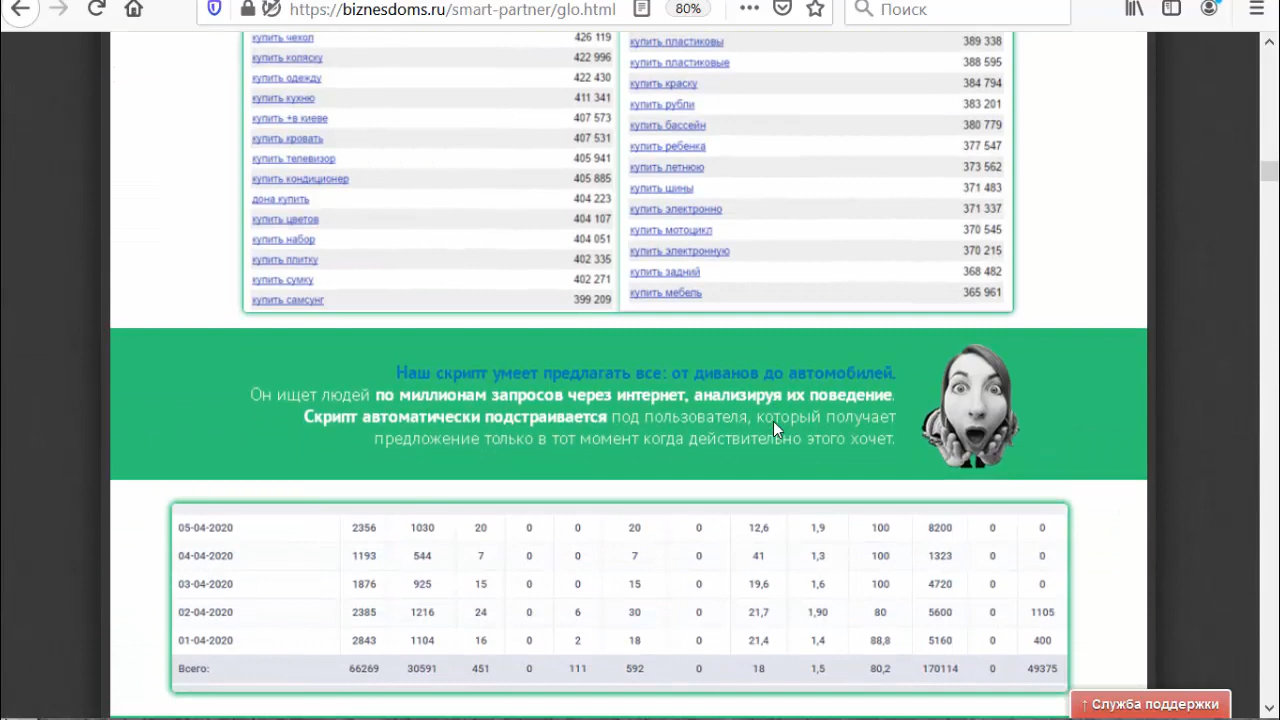 https://biznesdoms.ru/smart-partner/glo.html
80%
Поиск
купить чехол 426 119
купить коляску 422 996
купить одежду 422 430
купить кухню 411 341
купить +в киеве 407 573
купить кровать 407 531
купить телевизор 405 941
купить кондиционер 405 885
дона купить 404 223
купить цветов 404 107
купить набор 404 051
купить плитку 402 335
купить сумку 402 271
купить самсунг 399 209
купить пластиковы 389 338
купить пластиковые 388 595
купить краску 384 794
купить рубли 383 201
купить бассейн 380 779
купить ребенка 377 547
купить летнюю 373 562
купить шины 371 483
купить электронно 371 337
купить мотоцикл 370 545
купить электронную 370 215
купить задний 368 482
купить мебель 365 961
Наш скрипт умеет предлагать все: от диванов до автомобилей.
Он ищет людей по миллионам запросов через интернет, анализируя их поведение.
Скрипт автоматически подстраивается под пользователя, который получает
предложение только в тот момент когда действительно этого хочет.
05-04-2020 2356 1030 20 0 0 20 0 12,6 1,9 100 8200 0 0
04-04-2020 1193 544 7 0 0 7 0 41 1,3 100 1323 0 0
03-04-2020 1876 925 15 0 0 15 0 19,6 1,6 100 4720 0 0
02-04-2020 2385 1216 24 0 6 30 0 21,7 1,90 80 5600 0 1105
01-04-2020 2843 1104 16 0 2 18 0 21,4 1,4 88,8 5160 0 400
Всего: 66269 30591 451 0 111 592 0 18 1,5 80,2 170114 0 49375
↑ Служба поддержки